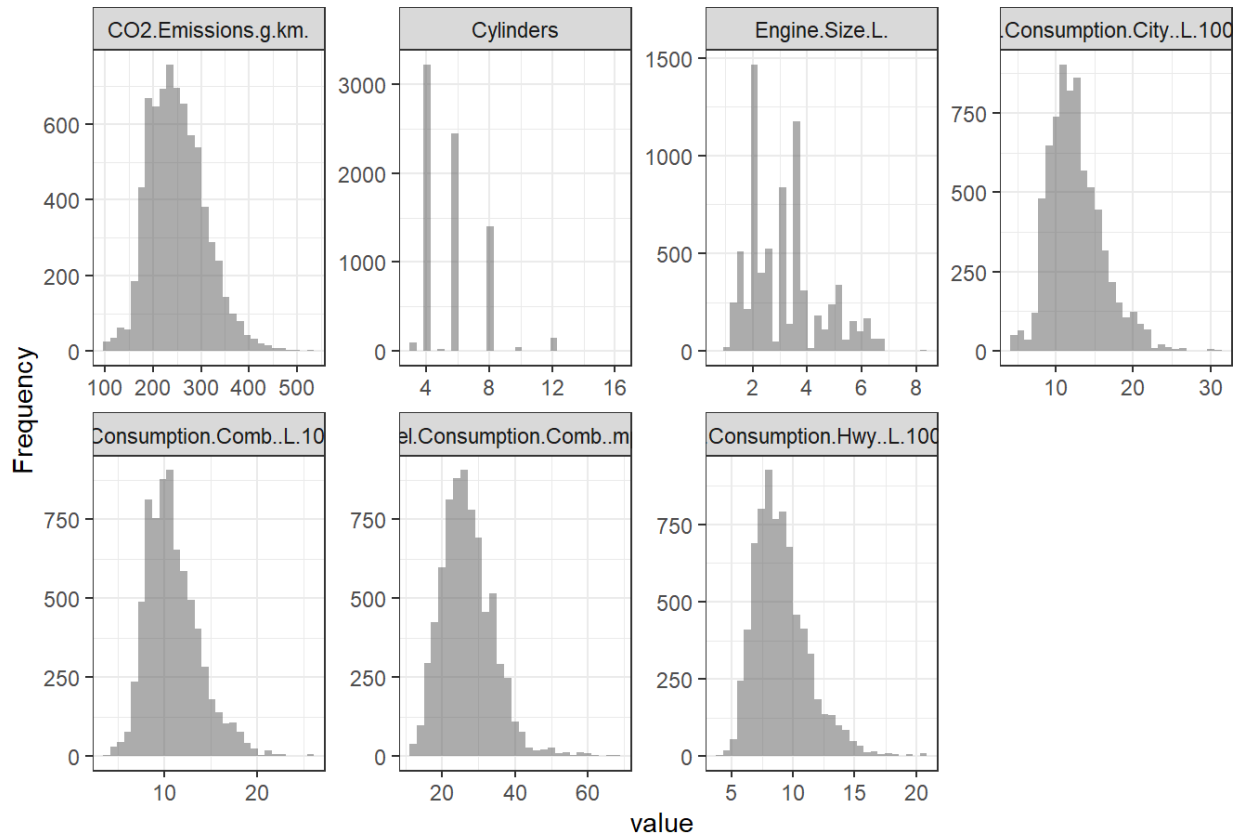 CO2.Emissions.g.km.
Cylinders
Engine.Size.L.
.Consumption.City..L.100
0
200
400
600
100 200 300 400 500
0
1000
2000
3000
4 8 12 16
0
500
1000
1500
2 4 6 8
0
250
500
750
10 20 30
Consumption.Comb..L.10
el.Consumption.Comb..m
.Consumption.Hwy..L.100
0
250
500
750
10 20
0
250
500
750
20 40 60
0
250
500
750
5 10 15 20
Frequency
value